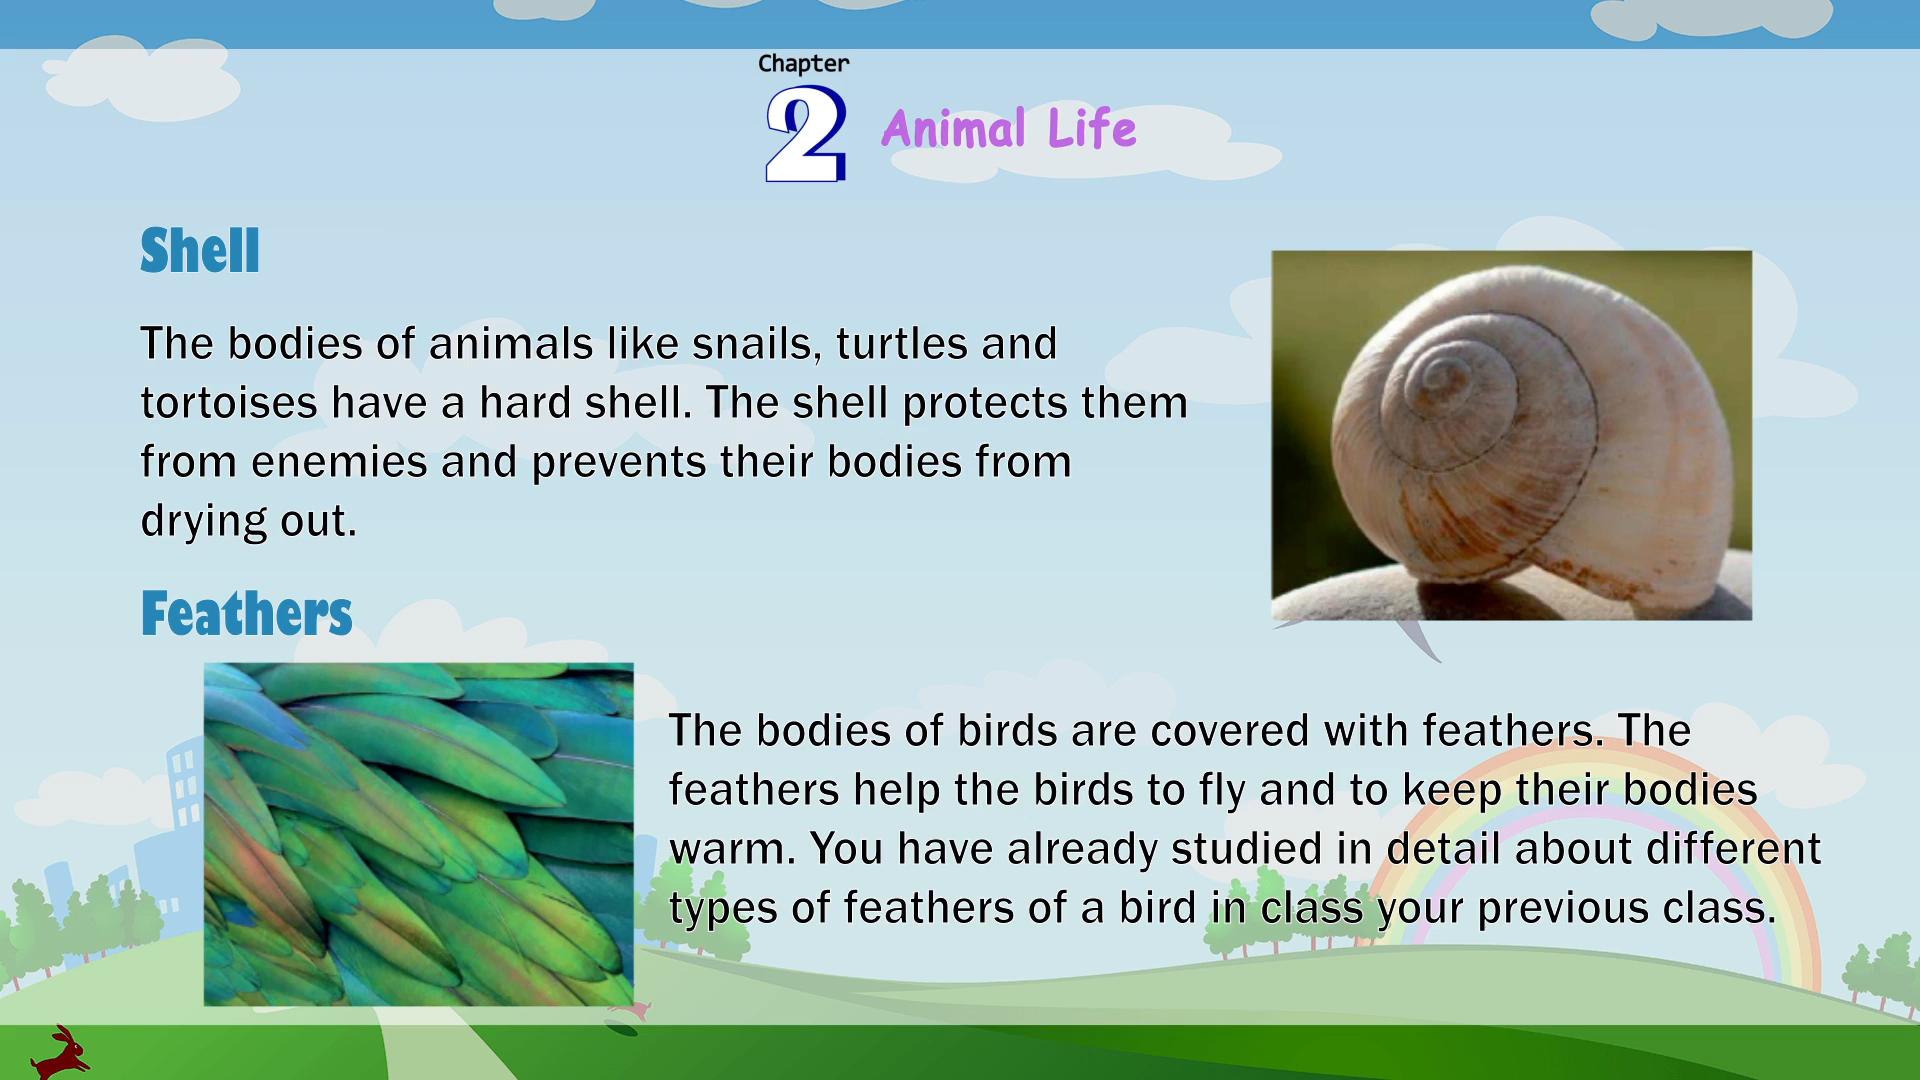 Chapter
2 Animal Life
Shell
The bodies of animals like snails, turtles and
tortoises have a hard shell. The shell protects them
from enemies and prevents their bodies from
drying out.
Feathers
The bodies of birds are covered with feathers. The
feathers help the birds to fly and to keep their bodies
warm. You have already studied in detail about different
types of feathers of a bird in class your previous class.